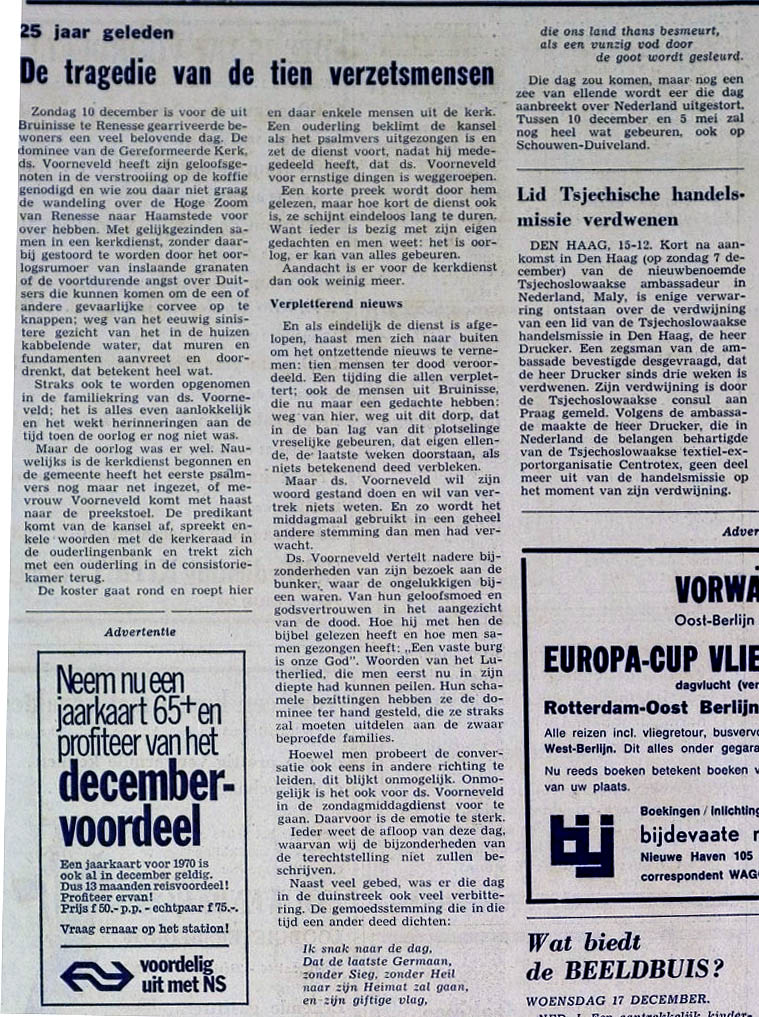 25 jaar geleden
De tragedie van de tien verzetsmensen
Zondag 10 december is voor de uit
Bruinisse te Renesse gearriveerde be-
woners een veel belovende dag. De
dominee van de Gereformeerde Kerk,
ds. Voorneveld heeft zijn geloofsge-
noten in de verstrooiing op de koffie
genodigd en wie zou daar niet graag
de wandeling over de Hoge Zoom
van Renesse naar Haamstede voor
over hebben. Met gelijkgezinden sa-
men in een kerkdienst, zonder daar-
bij gestoord te worden door het oor-
logsrumoer van inslaande granaten
of de voortdurende angst over Duit-
sers die kunnen komen om de een of
andere gevaarlijke corvee op te
knappen; weg van het eeuwig sinis-
tere gezicht van het in de huizen
kabbelende water, dat muren en
fundamenten aanvreet en door-
drenkt, dat betekent heel wat.
Straks ook te worden opgenomen
in de familiekring van ds. Voorne-
veld; het is alles even aanlokkelijk
en het wekt herinneringen aan de
tijd toen de oorlog er nog niet was.
Maar de oorlog was er wel. Nau-
welijks is de kerkdienst begonnen en
de gemeente heeft het eerste psalm-
vers nog maar net ingezet, of me-
vrouw Voorneveld komt met haast
naar de preekstoel. De predikant
komt van de kansel af, spreekt en-
kele woorden met de kerkeraad in
de ouderlingenbank en trekt zich
met een ouderling in de consistorie-
kamer terug.
De koster gaat rond en roept hier
en daar enkele mensen uit de kerk.
Een ouderling beklimt de kansel
als het psalmvers uitgezongen is en
zet de dienst voort, nadat hij mede-
gedeeld heeft, dat ds. Voorneveld
voor ernstige dingen is weggeroepen.
Een korte preek wordt door hem
gelezen, maar hoe kort de dienst ook
is, ze schijnt eindeloos lang te duren.
Want ieder is bezig met zijn eigen
gedachten en men weet: het is oor-
log, er kan van alles gebeuren.
Aandacht is er voor de kerkdienst
dan ook weinig meer.
Verpletterend nieuws
En als eindelijk de dienst is afge-
lopen, haast men zich naar buiten
om het ontzettende nieuws te verne-
men: tien mensen ter dood veroor-
deeld. Een tijding die allen verplet-
tert; ook de mensen uit Bruinisse,
die nu maar een gedachte hebben:
weg van hier, weg uit dit dorp, dat
in de ban lag van dit plotselinge
vreselijke gebeuren, dat eigen ellen-
de, de laatste weken doorstaan, als
niets betekenend deed verbleken.
Maar ds. Voorneveld wil zijn
woord gestand doen en wil van ver-
trek niets weten. En zo wordt het
middagmaal gebruikt in een geheel
andere stemming dan men had ver-
wacht.
Ds. Voorneveld vertelt nadere bij-
zonderheden van zijn bezoek aan de
bunker, waar de ongelukkigen bij-
een waren. Van hun geloofsmoed en
godsvertrouwen in het aangezicht
van de dood. Hoe hij met hen de
bijbel gelezen heeft en hoe men sa-
men gezongen heeft: „Een vaste burg
is onze God". Woorden van het Lu-
therlied, die men eerst nu in zijn
diepte had kunnen peilen. Hun scha-
mele bezittingen hebben ze de do-
minee ter hand gesteld, die ze straks
zal moeten uitdelen aan de zwaar
beproefde families.
Hoewel men probeert de conver-
satie ook eens in andere richting te
leiden, dit blijkt onmogelijk. Onmo-
gelijk is het ook voor ds. Voorneveld
in de zondagmiddagdienst voor te
gaan. Daarvoor is de emotie te sterk.
Ieder weet de afloop van deze dag,
waarvan wij de bijzonderheden van
de terechtstelling niet zullen be-
schrijven.
Naast veel gebed, was er die dag
in de duinstreek ook veel verbitte-
ring. De gemoedsstemming die in die
tijd een ander deed dichten:
Ik snak naar de dag,
Dat de laatste Germaan,
zonder Sieg, zonder Heil
naar zijn Heimat zal gaan,
en zijn giftige vlag,
die ons land thans besmeurt,
als een vunzig vod door
de goot wordt gesleurd.
Die dag zou komen, maar nog een
zee van ellende wordt eer die dag
aanbreekt over Nederland uitgestort.
Tussen 10 december en 5 mei zal
nog heel wat gebeuren, ook op
Schouwen-Duiveland.
Lid Tsjechische handels-
missie verdwenen
DEN HAAG, 15-12. Kort na aan-
komst in Den Haag (op zondag 7 de-
cember) van de nieuwbenoemde
Tsjechoslowaakse ambassadeur in
Nederland, Maly, is enige verwar-
ring ontstaan over de verdwijning
van een lid van de Tsjechoslowaakse
handelsmissie in Den Haag, de heer
Drucker. Een zegsman van de am-
bassade bevestigde desgevraagd, dat
de heer Drucker sinds drie weken is
verdwenen. Zijn verdwijning is door
de Tsjechoslowaakse consul aan
Praag gemeld. Volgens de ambassa-
de maakte de heer Drucker, die in
Nederland de belangen behartigde
van de Tsjechoslowaakse textiel-ex-
portorganisatie Centrotex, geen deel
meer uit van de handelsmissie op
het moment van zijn verdwijning.
Adver
VORWA
Oost-Berlijn
EUROPA-CUP VLIE
dagvlucht (ver
Rotterdam-Oost Berlijn
Alle reizen incl. vliegretour, busvervo
West-Berlijn. Dit alles onder gegara
Nu reeds boeken betekent boeken v
van uw plaats.
bij
Boekingen / Inlichting
bijdevaate r
Nieuwe Haven 105
correspondent WAG
Wat biedt
de BEELDBUIS?
WOENSDAG 17 DECEMBER.
Advertentie
Neem nu een
jaarkaart 65+ en
profiteer van het
december-
voordeel
Een jaarkaart voor 1970 is
ook al in december geldig.
Dus 13 maanden reisvoordeel!
Profiteer ervan!
Prijs f 50.- p.p. - echtpaar f 75.-.
Vraag ernaar op het station!
voordelig
uit met NS